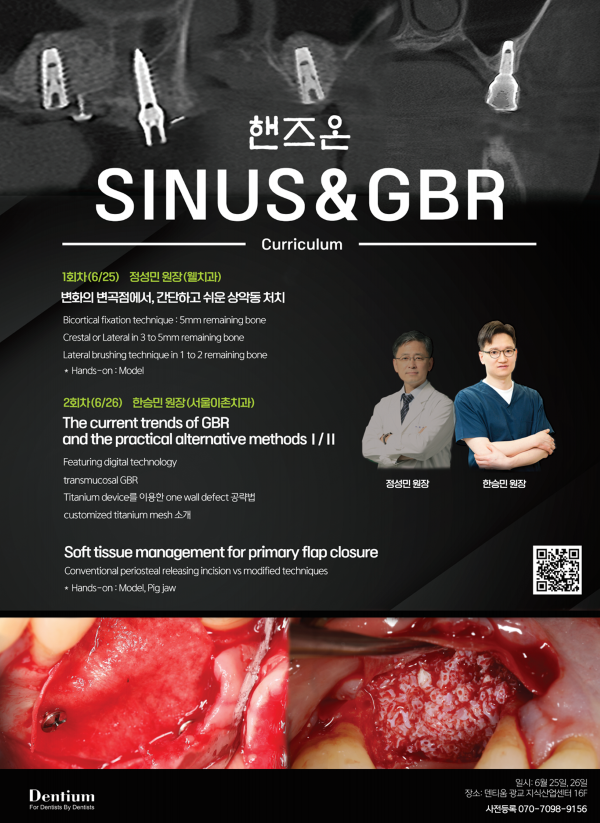 핸즈온
SINUS&GBR
Curriculum
1회차(6/25) 정성민 원장(웰치과)
변화의 변곡점에서, 간단하고 쉬운 상악동 처치
Bicortical fixation technique : 5mm remaining bone
Crestal or Lateral in 3 to 5mm remaining bone
Lateral brushing technique in 1 to 2 remaining bone
* Hands-on : Model
2회차(6/26) 한승민 원장(서울이촌치과)
The current trends of GBR
and the practical alternative methods I / II
Featuring digital technology
transmucosal GBR
Titanium device를 이용한 one wall defect 공략법
customized titanium mesh 소개
정성민 원장
한승민 원장
Soft tissue management for primary flap closure
Conventional periosteal releasing incision vs modified techniques
* Hands-on : Model, Pig jaw
Dentium
For Dentists By Dentists
일시: 6월 25일, 26일
장소: 덴티움 광교 지식산업센터 16F
사전등록 070-7098-9156